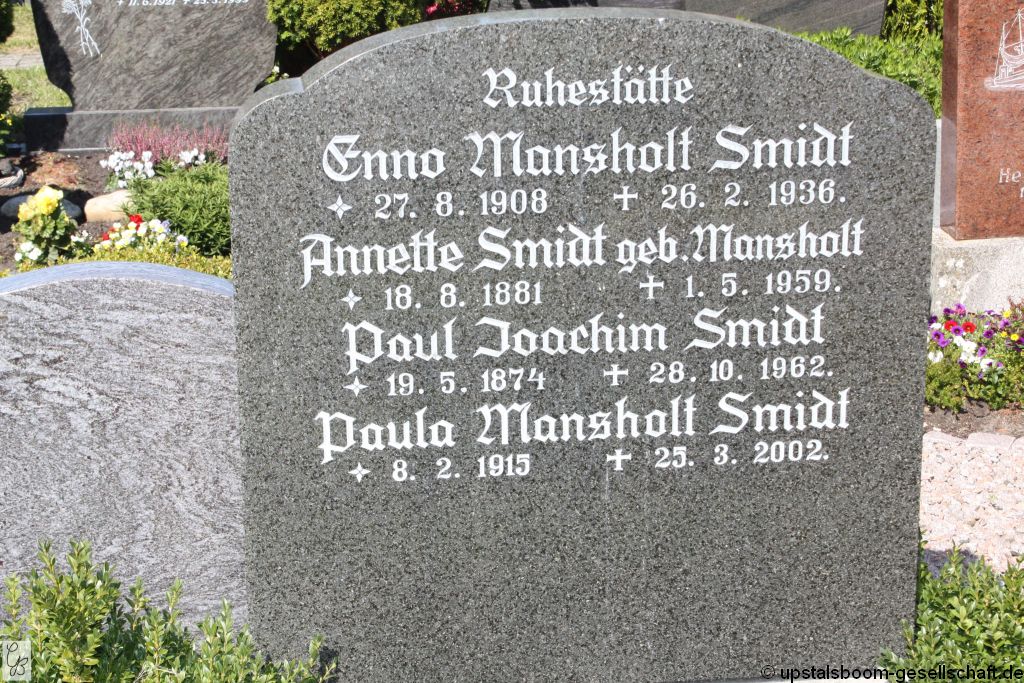 Ruhestätte
Enno Mansholt Smidt
27. 8. 1908 26. 2. 1936.
Annette Smidt geb. Mansholt
18. 8. 1881 1. 5. 1959.
Paul Joachim Smidt
19. 5. 1874 28. 10. 1962.
Paula Mansholt Smidt
8. 2. 1915 25. 3. 2002.
He
GB
© upstalsboom-gesellschaft.de